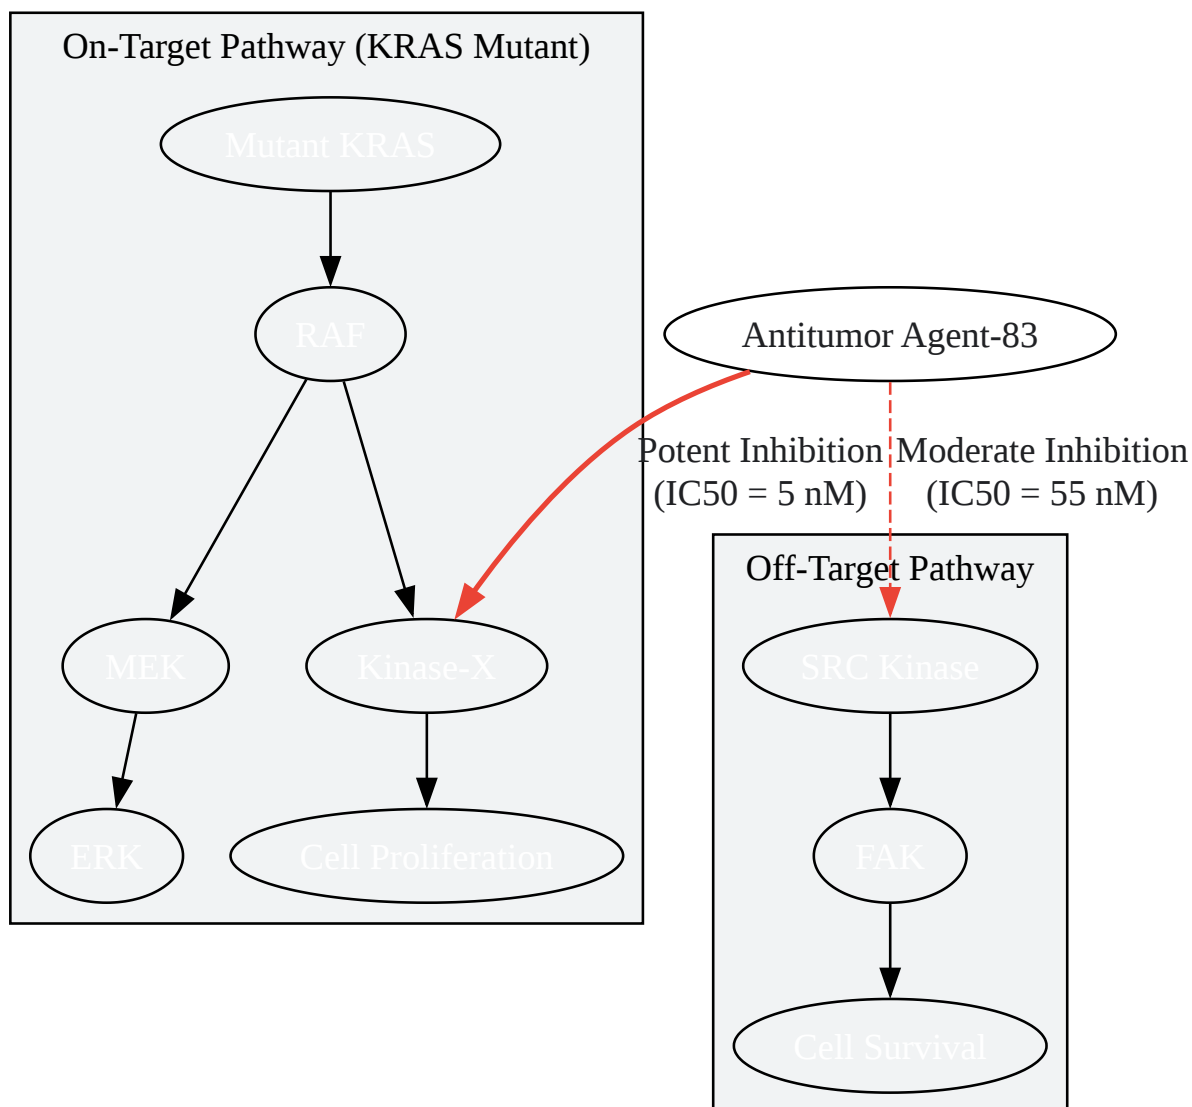 On-Target Pathway (KRAS Mutant)
Mutant KRAS
RAF
Antitumor Agent-83
Potent Inhibition
(IC50 = 5 nM)
Moderate Inhibition
(IC50 = 55 nM)
Off-Target Pathway
MEK
Kinase-X
SRC Kinase
ERK
Cell Proliferation
FAK
Cell Survival